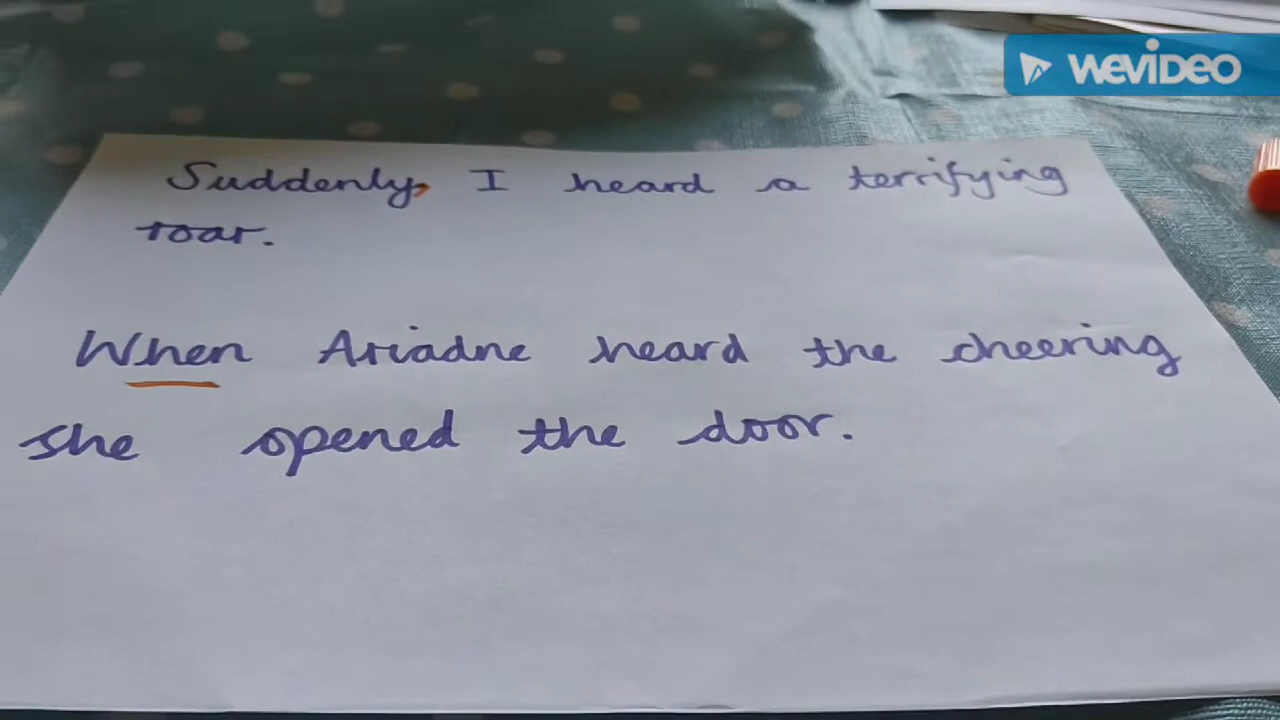 WEVIDEO
Suddenly, I heard a terrifying
roar.
When Ariadne heard the cheering
she opened the door.